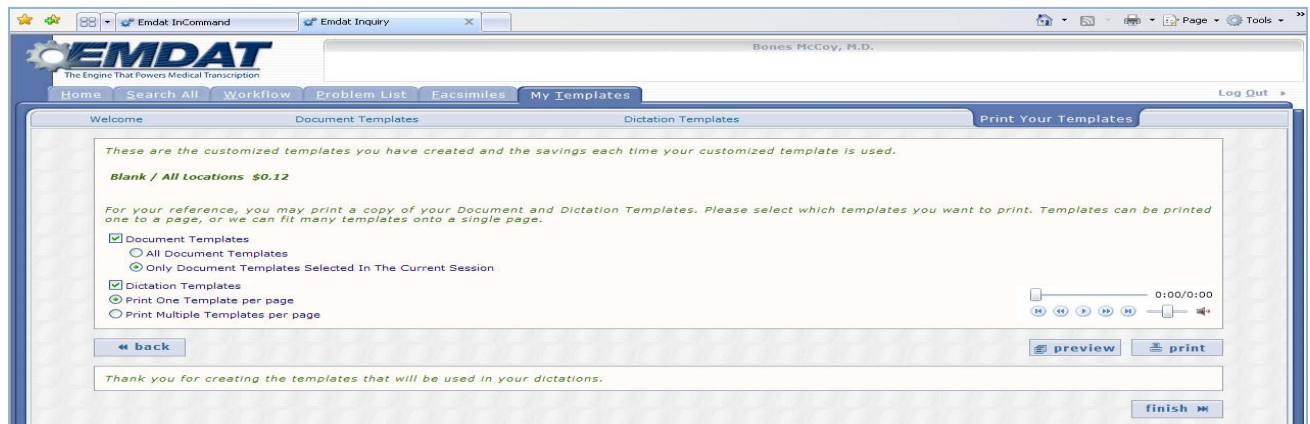 Emdat InCommand Emdat Inquiry Page Tools
Bones McCoy, M.D.
EMDAT
The Engine That Powers Medical Transcription
Home Search All Workflow Problem List Facsimiles My Templates Log Out
Welcome Document Templates Dictation Templates Print Your Templates
These are the customized templates you have created and the savings each time your customized template is used.
Blank / All Locations $0.12
For your reference, you may print a copy of your Document and Dictation Templates. Please select which templates you want to print. Templates can be printed
one to a page, or we can fit many templates onto a single page.
Document Templates
All Document Templates
Only Document Templates Selected In The Current Session
Dictation Templates
Print One Template per page
0:00/0:00
Print Multiple Templates per page
back preview print
Thank you for creating the templates that will be used in your dictations.
finish